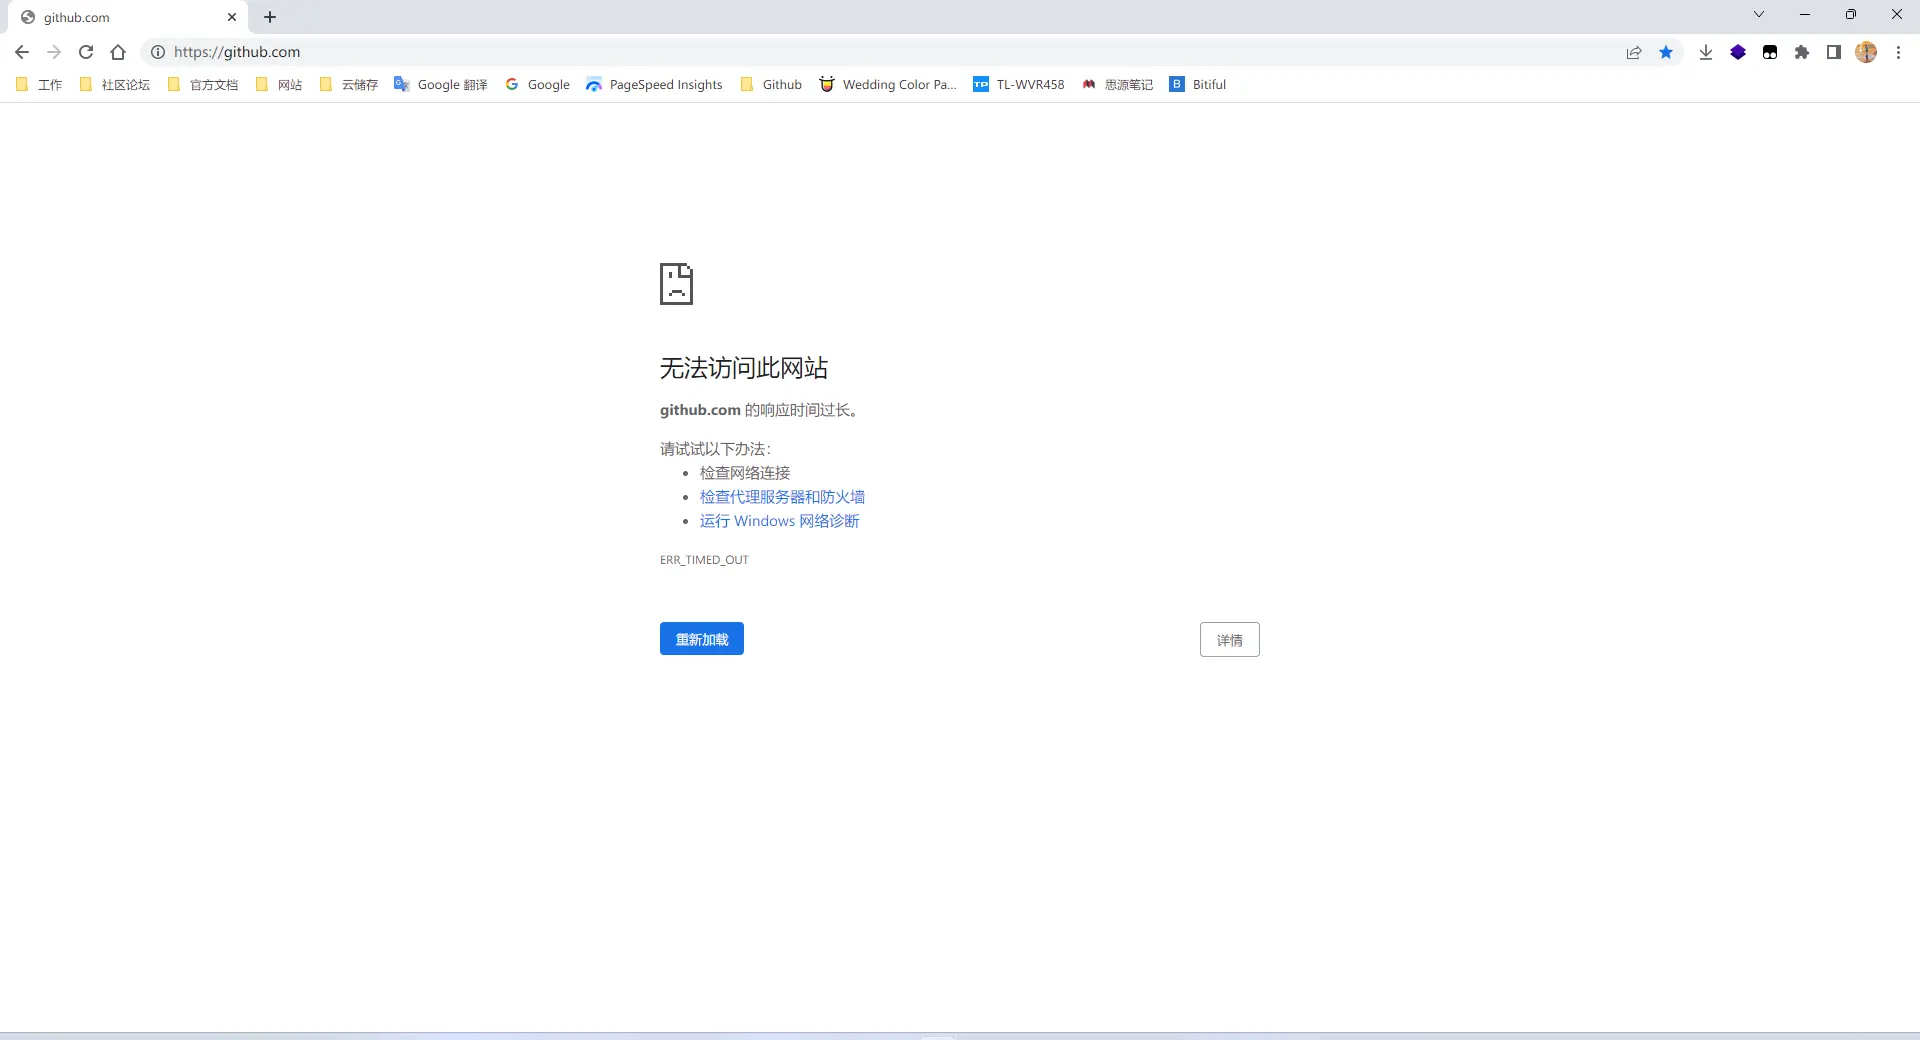 github.com
https://github.com
工作 社区论坛 官方文档 网站 云储存 Google 翻译 Google PageSpeed Insights Github Wedding Color Pa... TP TL-WVR458 思源笔记 B Bitiful
无法访问此网站
github.com 的响应时间过长。
请试试以下办法：
检查网络连接
检查代理服务器和防火墙
运行 Windows 网络诊断
ERR_TIMED_OUT
重新加载 详情